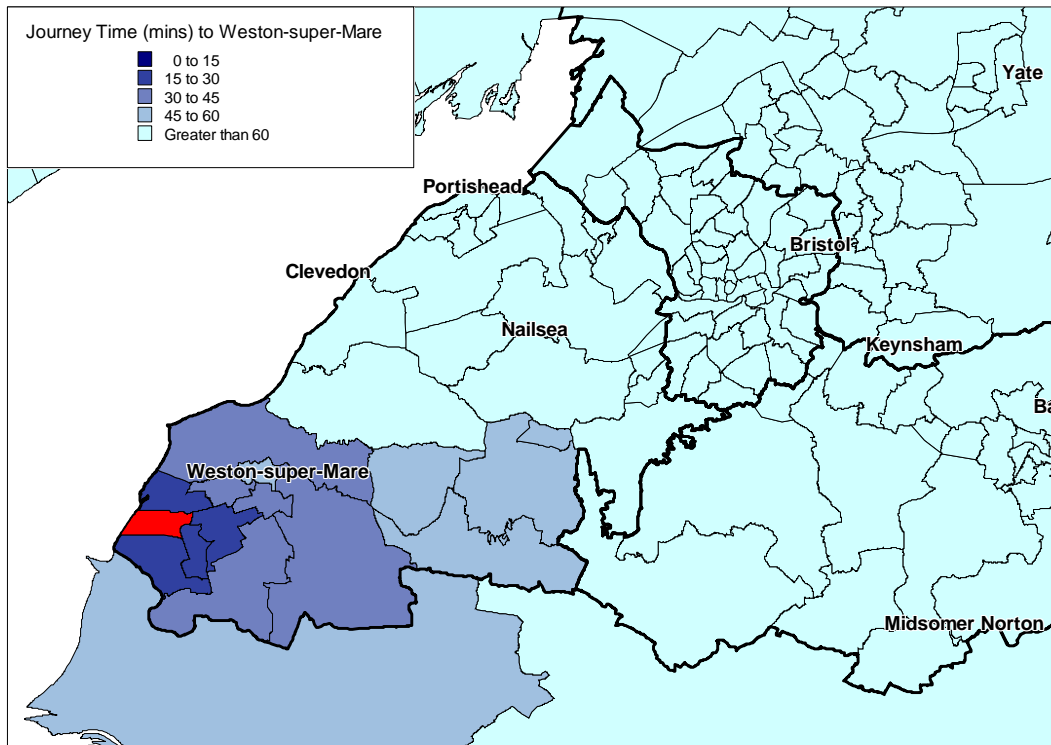 Journey Time (mins) to Weston-super-Mare
0 to 15
15 to 30
30 to 45
45 to 60
Greater than 60
Yate
Portishead
Bristol
Clevedon
Nailsea
Keynsham
Ba
Weston-super-Mare
Midsomer Norton